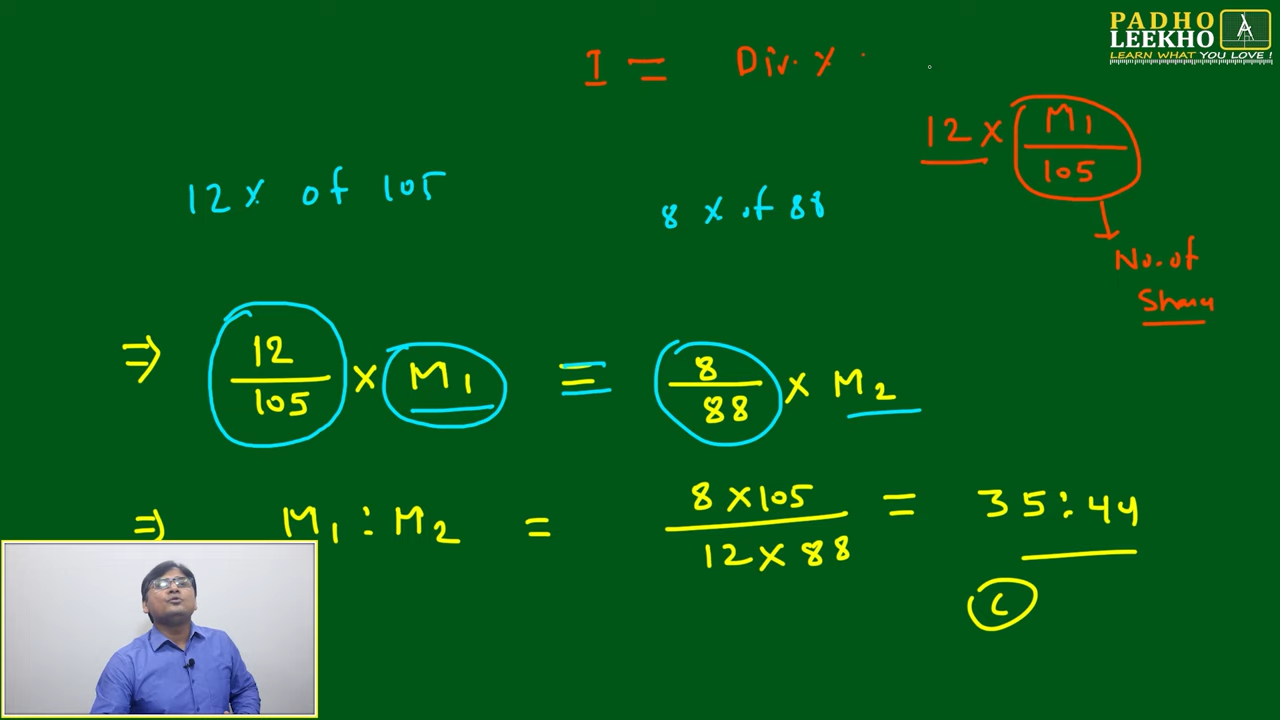 PADHO
LEEKHO
LEARN WHAT YOU LOVE !
I = Div. x
12 x M1/105
No. of
Share
12% of 105
8 % of 88
⇒ 12/105 x M1 = 8/88 x M2
⇒ M1 : M2 = 8 x 105 / 12 x 88 = 35 : 44
C